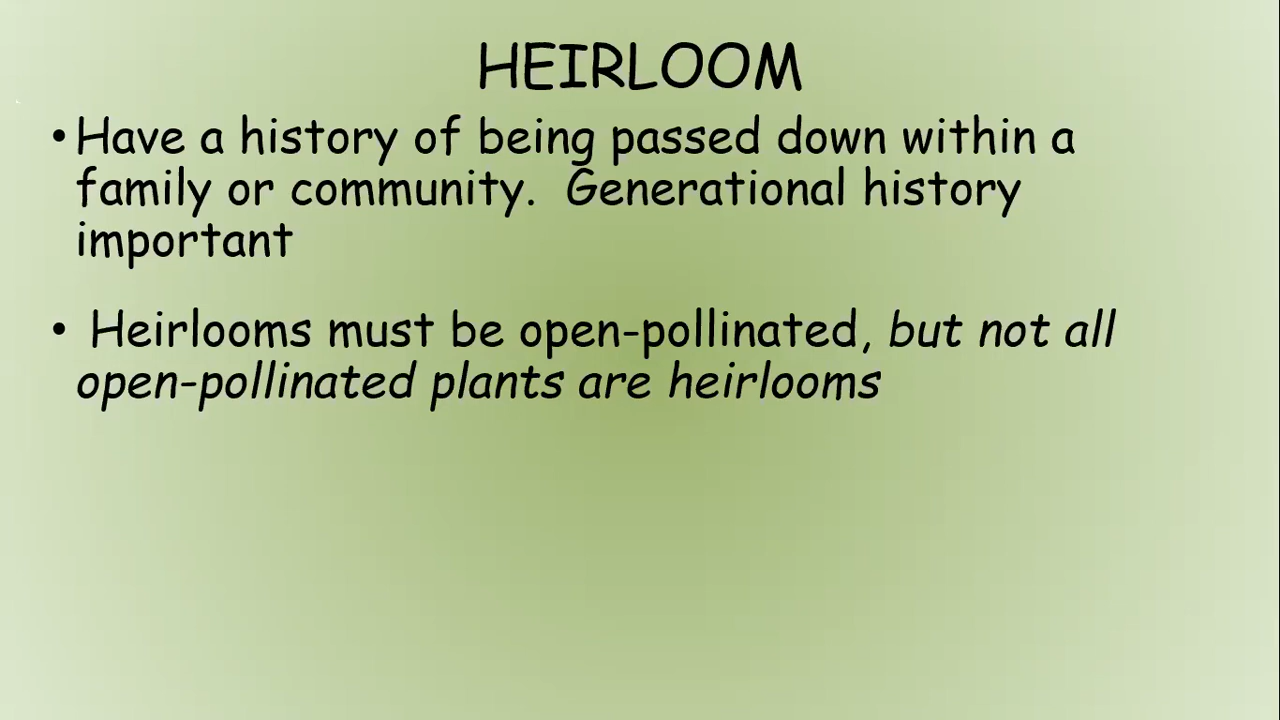 HEIRLOOM
• Have a history of being passed down within a
family or community.  Generational history
important
• Heirlooms must be open-pollinated, but not all
open-pollinated plants are heirlooms